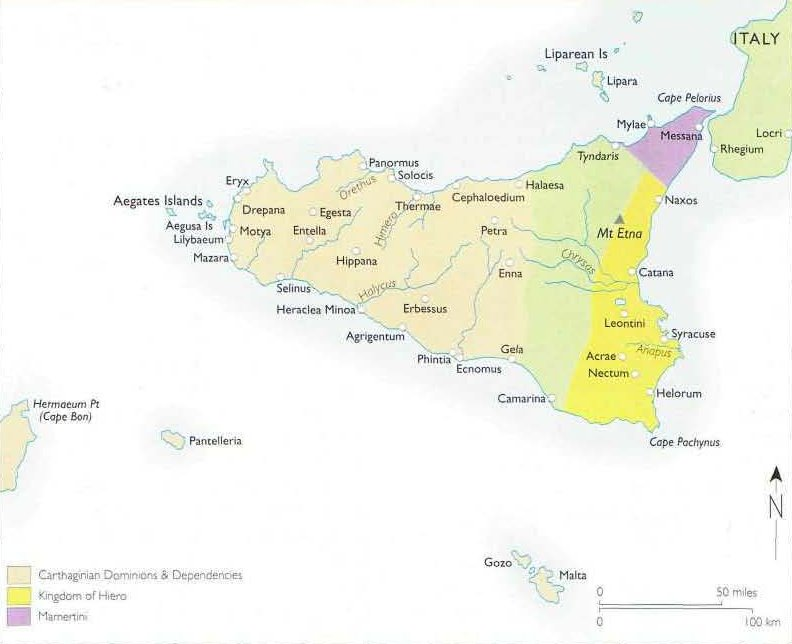 ITALY
Liparean Is
Lipara
Cape Pelorius
Mylae
Messana
Locri
Rhegium
Tyndaris
Panormus
Solocis
Eryx
Orethus
Halaesa
Cephaloedium
Thermae
Aegates Islands
Drepana
Egesta
Naxos
Aegusa Is
Motya
Entella
Himera
Petra
Mt Etna
Lilybaeum
Mazara
Hippana
Chrysas
Enna
Catana
Selinus
Halycus
Heraclea Minoa
Erbessus
Leontini
Agrigentum
Syracuse
Anapus
Gela
Acrae
Phintia
Ecnomus
Nectum
Camarina
Helorum
Hermaeum Pt
(Cape Bon)
Pantelleria
Cape Pachynus
N
Gozo
Malta
Carthaginian Dominions & Dependencies
Kingdom of Hiero
Mamertini
0
50 miles
0
100 km